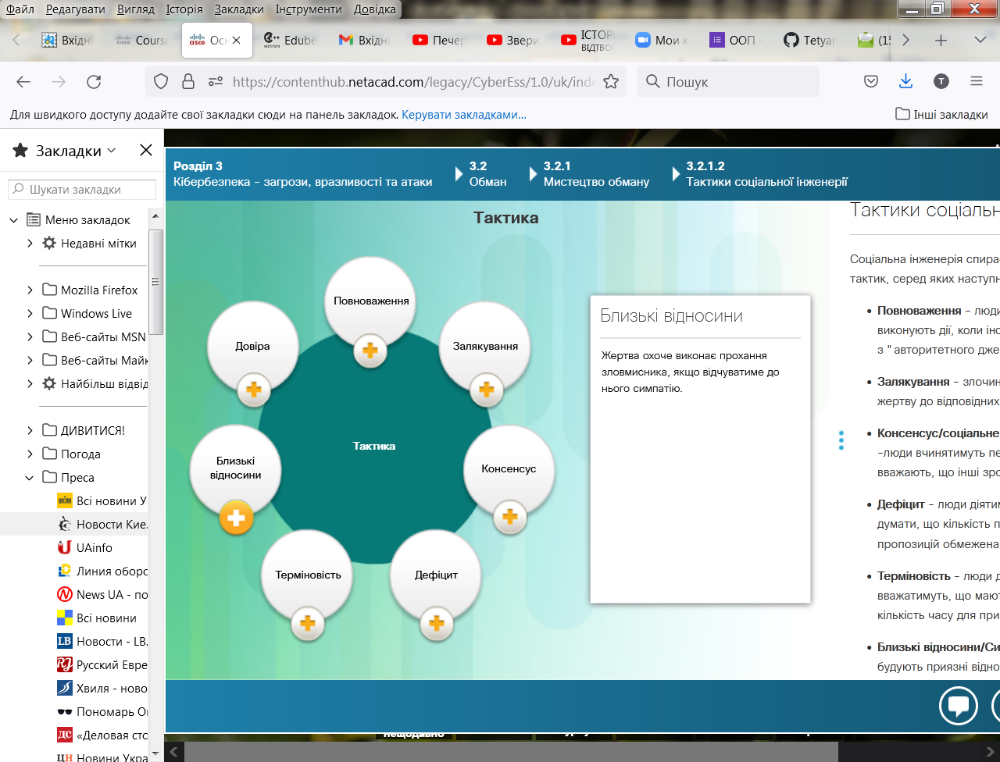 Файл Редагувати Вигляд Історія Закладки Інструменти Довідка
Вхідні
Course
Осн
Edube
Вхідні
Печер
Звери
ІСТОРІ
ВІДТВОР
Мои к
ООП -
Tetyan
(15
https://contenthub.netacad.com/legacy/CyberEss/1.0/uk/inde
Пошук
T
Для швидкого доступу додайте свої закладки сюди на панель закладок. Керувати закладками...
Інші закладки
Закладки
Шукати закладки
Меню закладок
Недавні мітки
Mozilla Firefox
Windows Live
Веб-сайты MSN
Веб-сайты Майк
Найбільш відвід
ДИВИТИСЯ!
Погода
Преса
Всі новини У
Новости Кие.
UAinfo
Линия оборо
News UA - по
Всі новини
Новости - LB.
Русский Евре
Хвиля - ново
Пономарь Оп
«Деловая сто
Новини Укра
Розділ 3
Кібербезпека - загрози, вразливості та атаки
3.2
Обман
3.2.1
Мистецтво обману
3.2.1.2
Тактики соціальної інженерії
Тактика
Повноваження
Довіра
Залякування
Близькі
відносини
Тактика
Консенсус
Терміновість
Дефіцит
Близькі відносини
Жертва охоче виконає прохання
зловмисника, якщо відчуватиме до
нього симпатію.
Тактики соціальн
Соціальна інженерія спирає
тактик, серед яких наступн
• Повноваження - люди
виконують дії, коли інс
з "авторитетного дже
• Залякування - злочин
жертву до відповідних
• Консенсус/соціальне
-люди вчинятимуть пе
вважають, що інші зро
• Дефіцит - люди діятим
думати, що кількість п
пропозицій обмежена
• Терміновість - люди д
вважатимуть, що мают
кількість часу для при
• Близькі відносини/Си
будують приязні відно
нещодавно